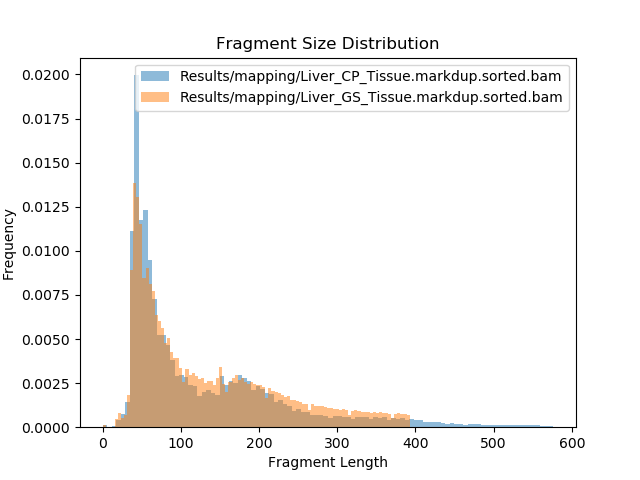 Fragment Size Distribution
Results/mapping/Liver_CP_Tissue.markdup.sorted.bam
Results/mapping/Liver_GS_Tissue.markdup.sorted.bam
0.0200
0.0175
0.0150
0.0125
0.0100
0.0075
0.0050
0.0025
0.0000
Frequency
0 100 200 300 400 500 600
Fragment Length